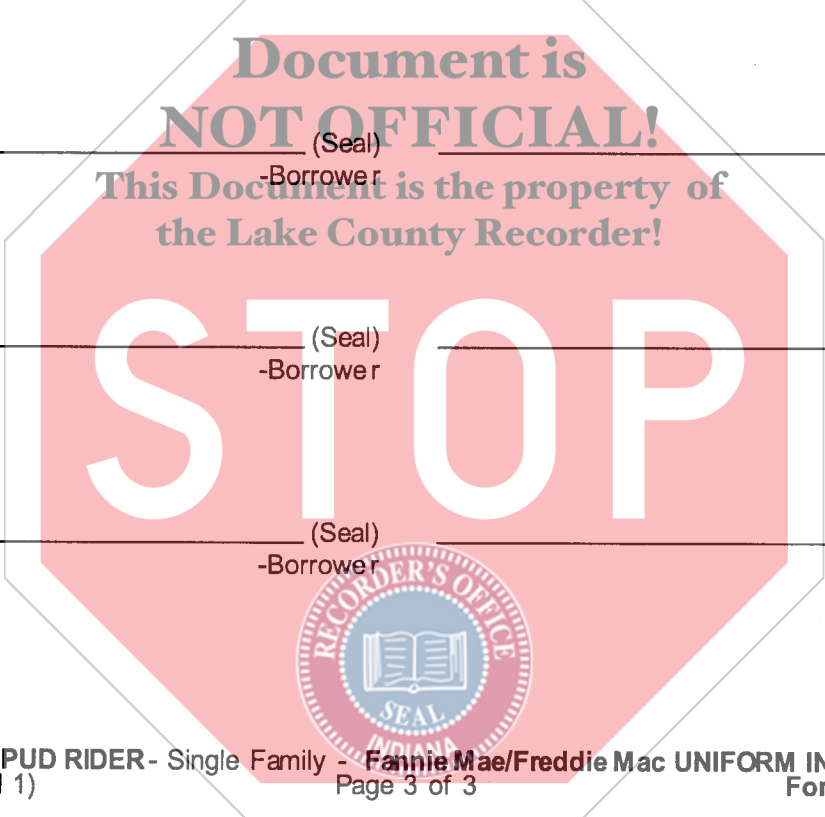 Document is
NOT OFFICIAL!
(Seal)
-Borrower
This Document is the property of
the Lake County Recorder!
STOP
(Seal)
-Borrower
(Seal)
-Borrower
RECORDER'S OFFICE
SEAL
INDIANA
PUD RIDER - Single Family - Fannie Mae/Freddie Mac UNIFORM IN
1)
Page 3 of 3
For